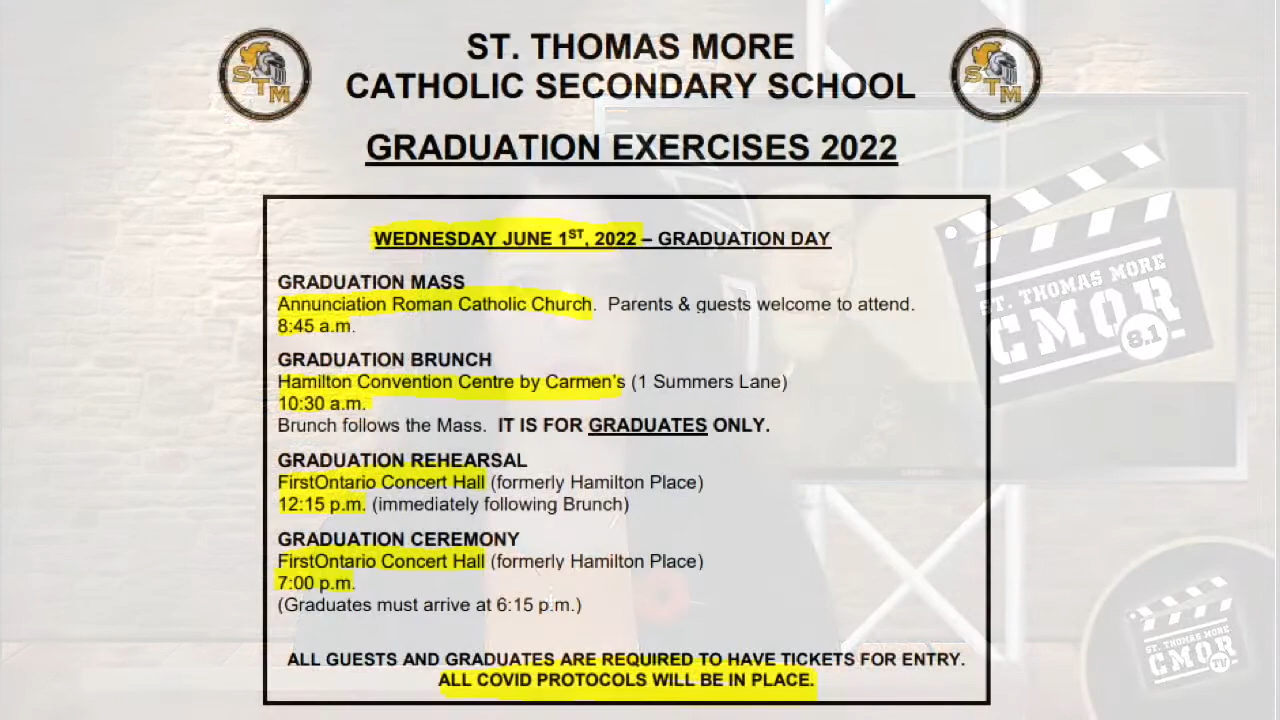 ST. THOMAS MORE
CATHOLIC SECONDARY SCHOOL
STM
STM
GRADUATION EXERCISES 2022
WEDNESDAY JUNE 1ST, 2022 – GRADUATION DAY
GRADUATION MASS
Annunciation Roman Catholic Church. Parents & guests welcome to attend.
8:45 a.m.
GRADUATION BRUNCH
Hamilton Convention Centre by Carmen's (1 Summers Lane)
10:30 a.m.
Brunch follows the Mass. IT IS FOR GRADUATES ONLY.
GRADUATION REHEARSAL
FirstOntario Concert Hall (formerly Hamilton Place)
12:15 p.m. (immediately following Brunch)
GRADUATION CEREMONY
FirstOntario Concert Hall (formerly Hamilton Place)
7:00 p.m.
(Graduates must arrive at 6:15 p.m.)
ALL GUESTS AND GRADUATES ARE REQUIRED TO HAVE TICKETS FOR ENTRY.
ALL COVID PROTOCOLS WILL BE IN PLACE.
ST. THOMAS MORE
CMOR
8.1
ST. THOMAS MORE
CMOR
TV